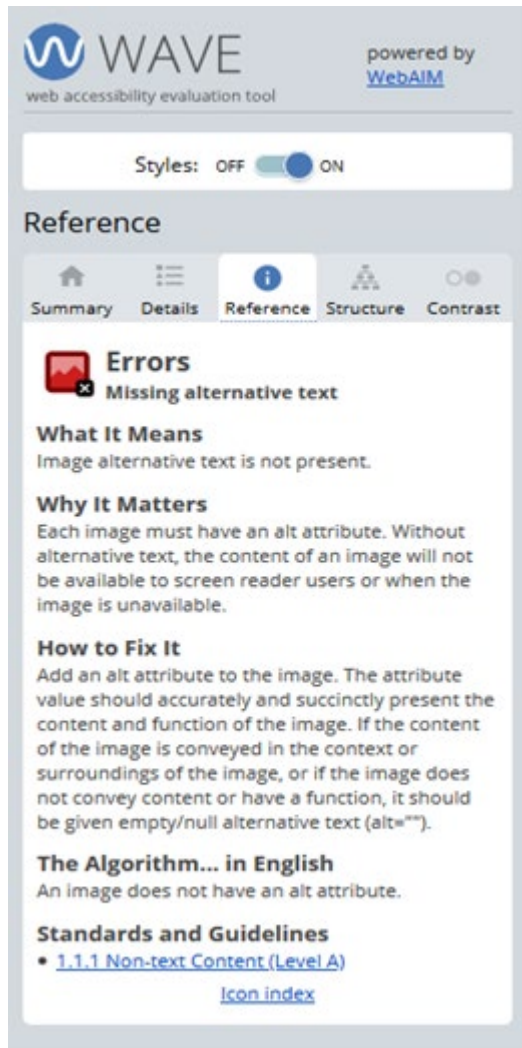 WAVE
web accessibility evaluation tool
powered by
WebAIM
Styles: OFF ON
Reference
Summary Details Reference Structure Contrast
Errors
Missing alternative text
What It Means
Image alternative text is not present.
Why It Matters
Each image must have an alt attribute. Without
alternative text, the content of an image will not
be available to screen reader users or when the
image is unavailable.
How to Fix It
Add an alt attribute to the image. The attribute
value should accurately and succinctly present the
content and function of the image. If the content
of the image is conveyed in the context or
surroundings of the image, or if the image does
not convey content or have a function, it should
be given empty/null alternative text (alt="").
The Algorithm... in English
An image does not have an alt attribute.
Standards and Guidelines
• 1.1.1 Non-text Content (Level A)
Icon index